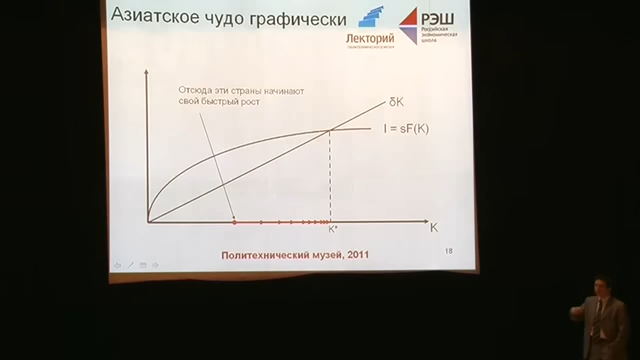 Азиатское чудо графически
Лекторий
РЭШ
Российская
экономическая
школа
Отсюда эти страны начинают
свой быстрый рост
δK
I = sF(K)
K
K*
Политехнический музей, 2011
18